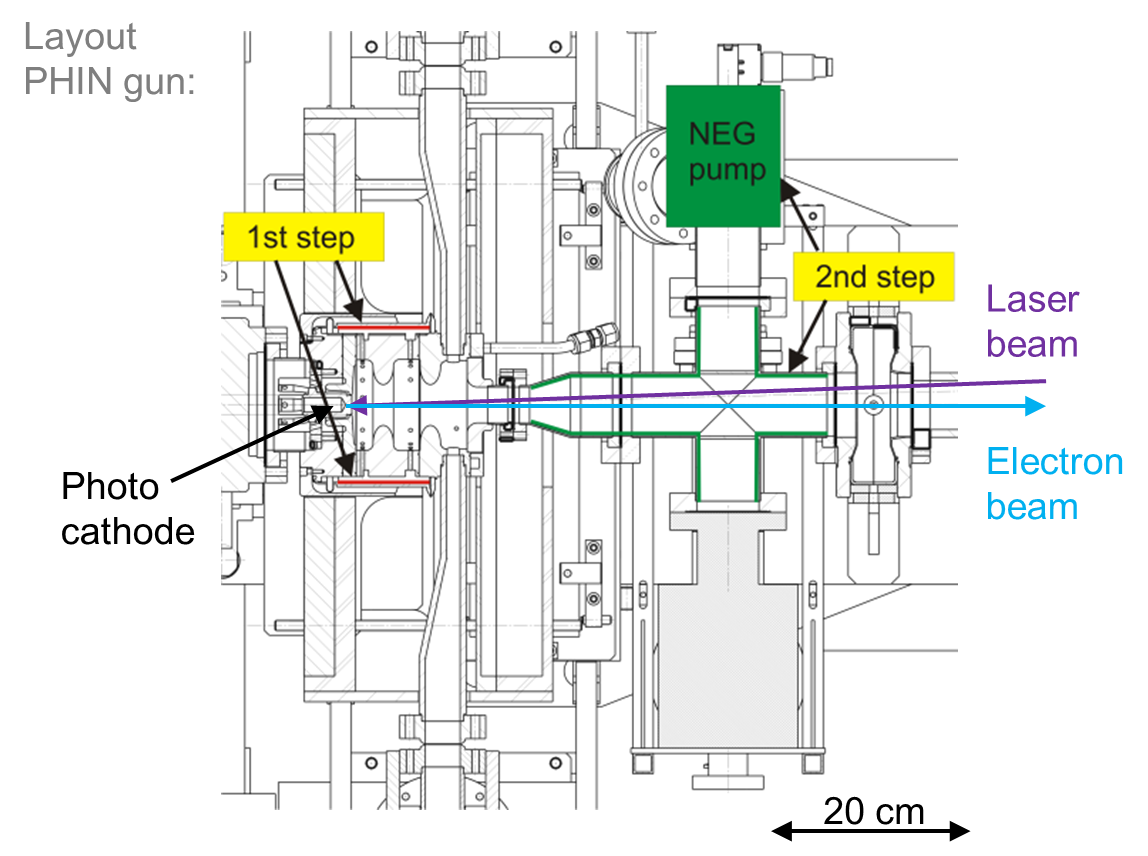 Layout
PHIN gun:
NEG
pump
1st step
2nd step
Laser
beam
Photo
cathode
Electron
beam
20 cm